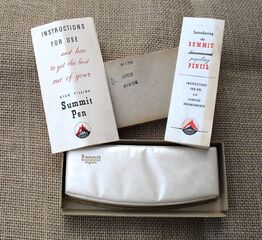 INSTRUCTIONS
FOR USE
and how
to get the best
out of your
SELF FILLING
Summit
Pen
Introducing
the
SUMMIT
propelling
PENCIL
INSTRUCTIONS
FOR USE
and
SERVICE
ARRANGEMENTS
Summit